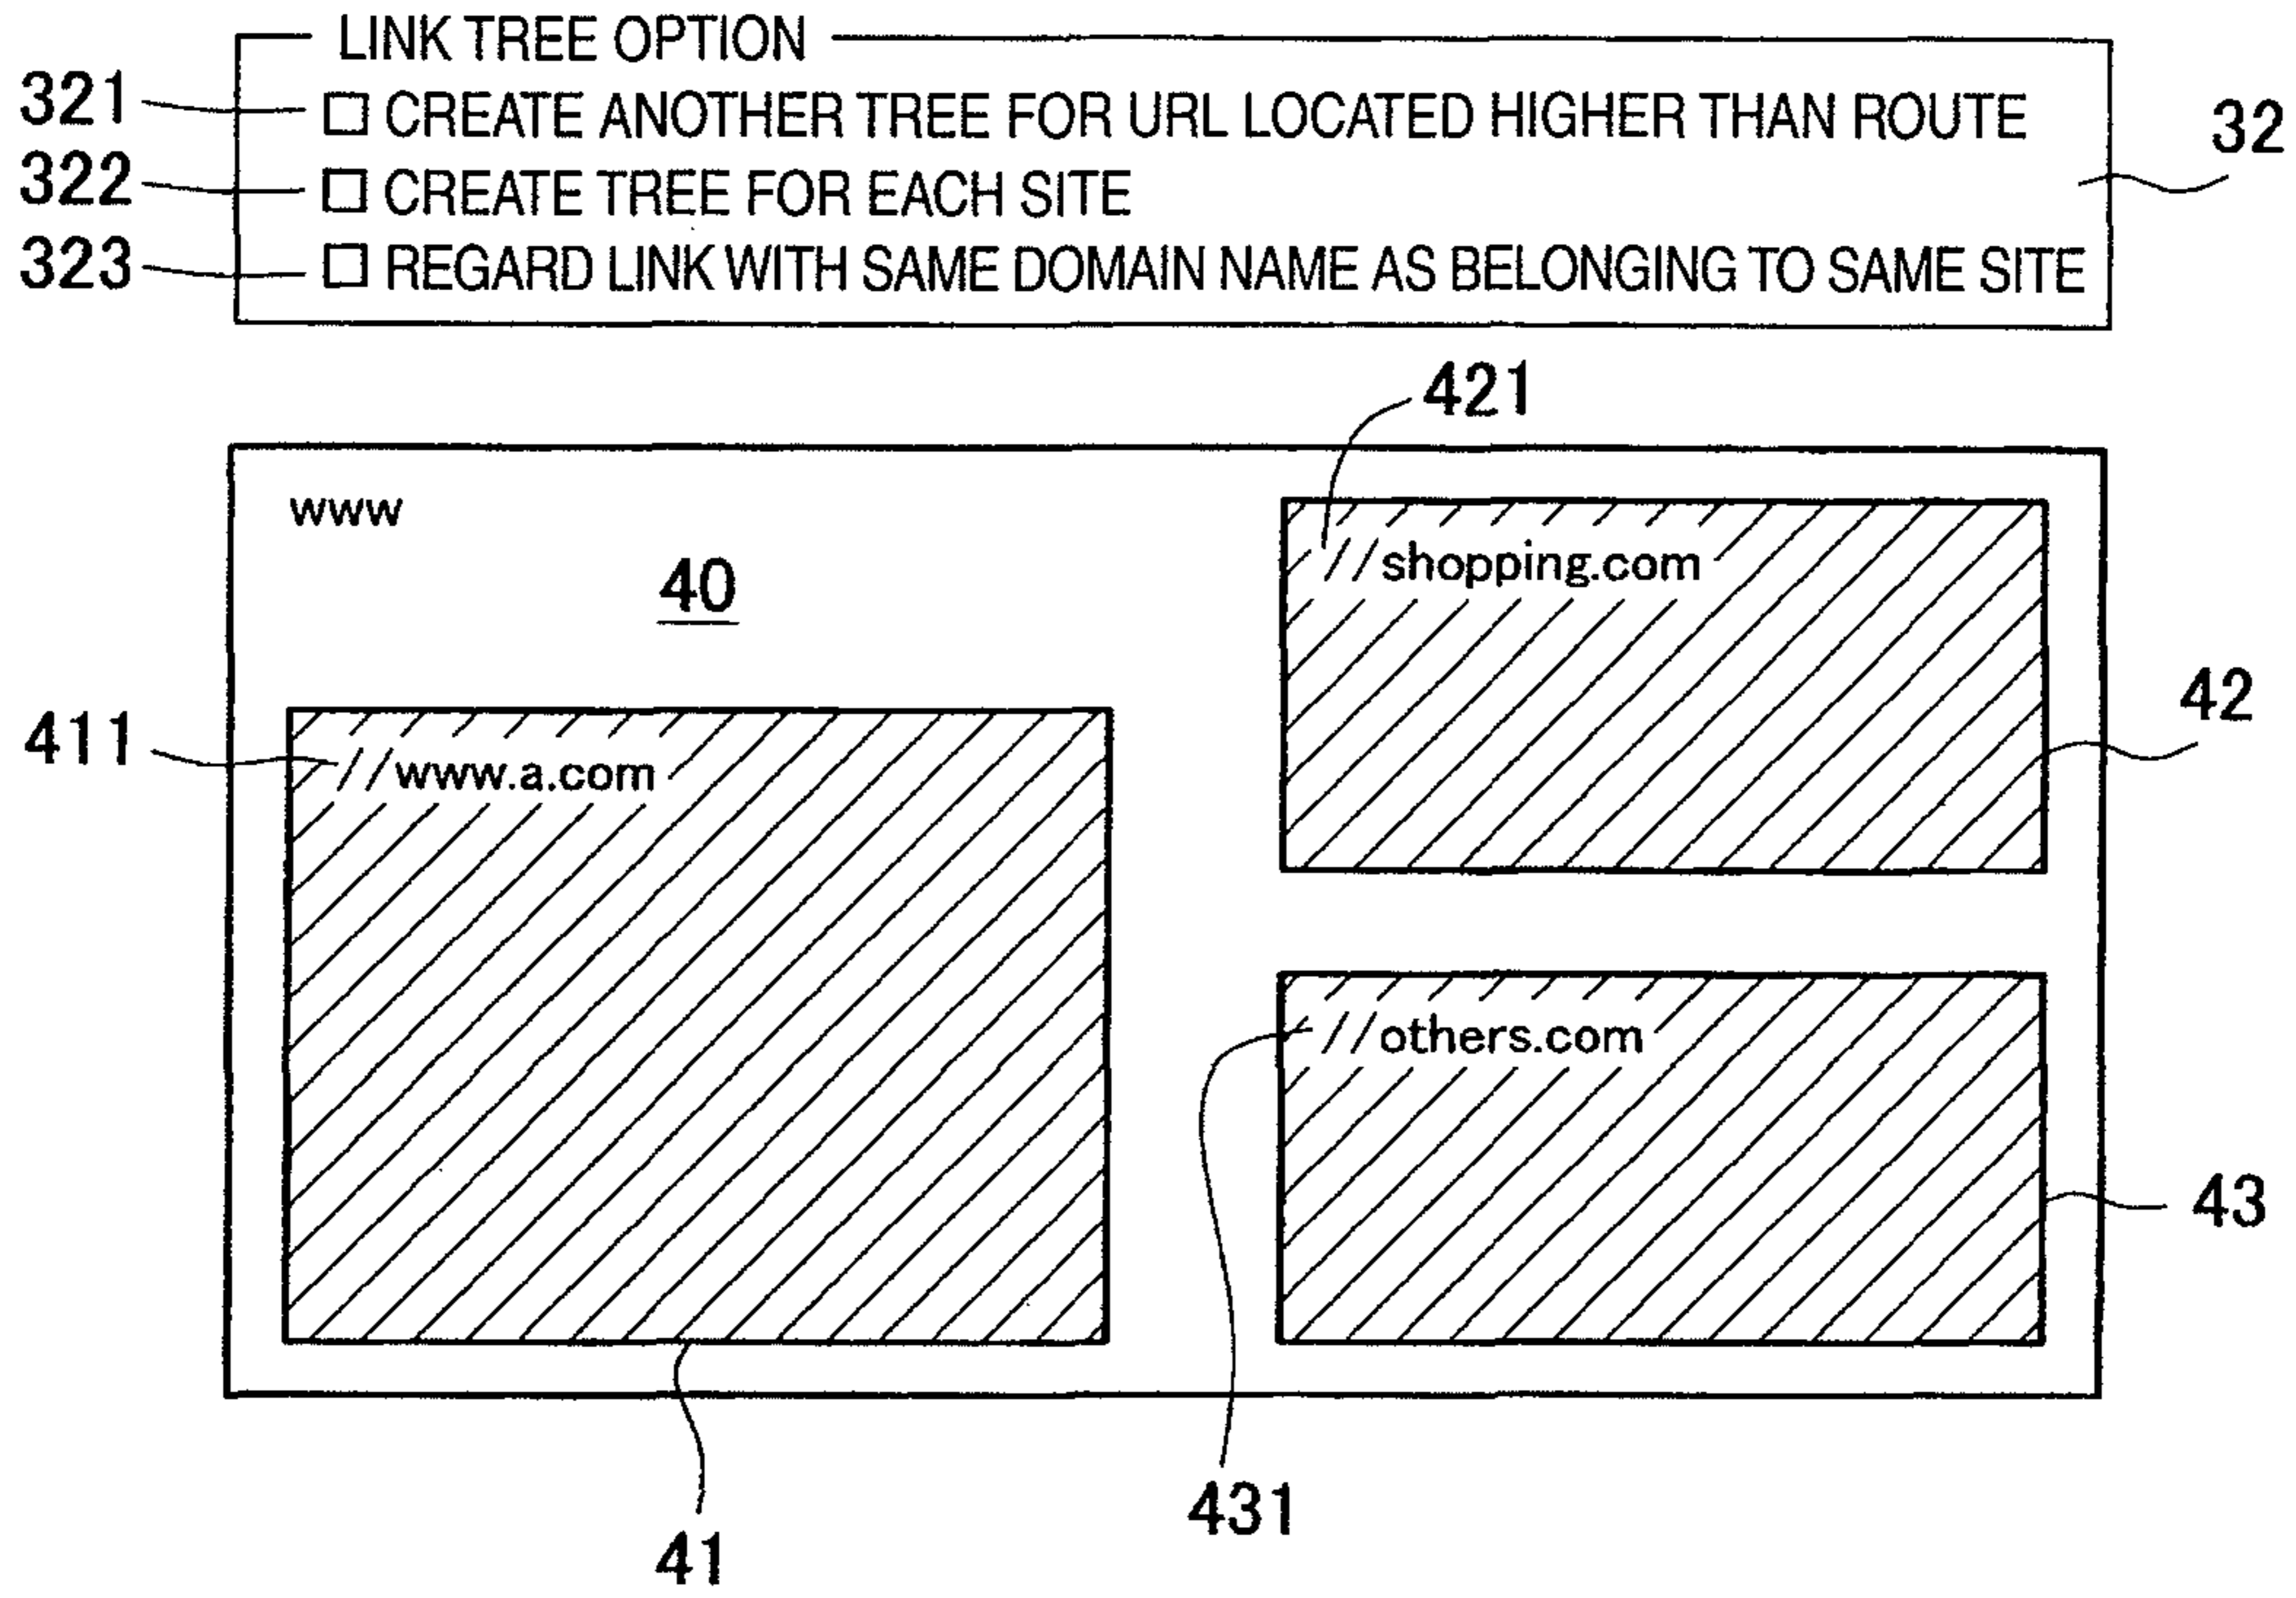 LINK TREE OPTION
321
CREATE ANOTHER TREE FOR URL LOCATED HIGHER THAN ROUTE
32
322
CREATE TREE FOR EACH SITE
323
REGARD LINK WITH SAME DOMAIN NAME AS BELONGING TO SAME SITE
421
www
//shopping.com
40
42
411
//www.a.com
//others.com
43
431
41